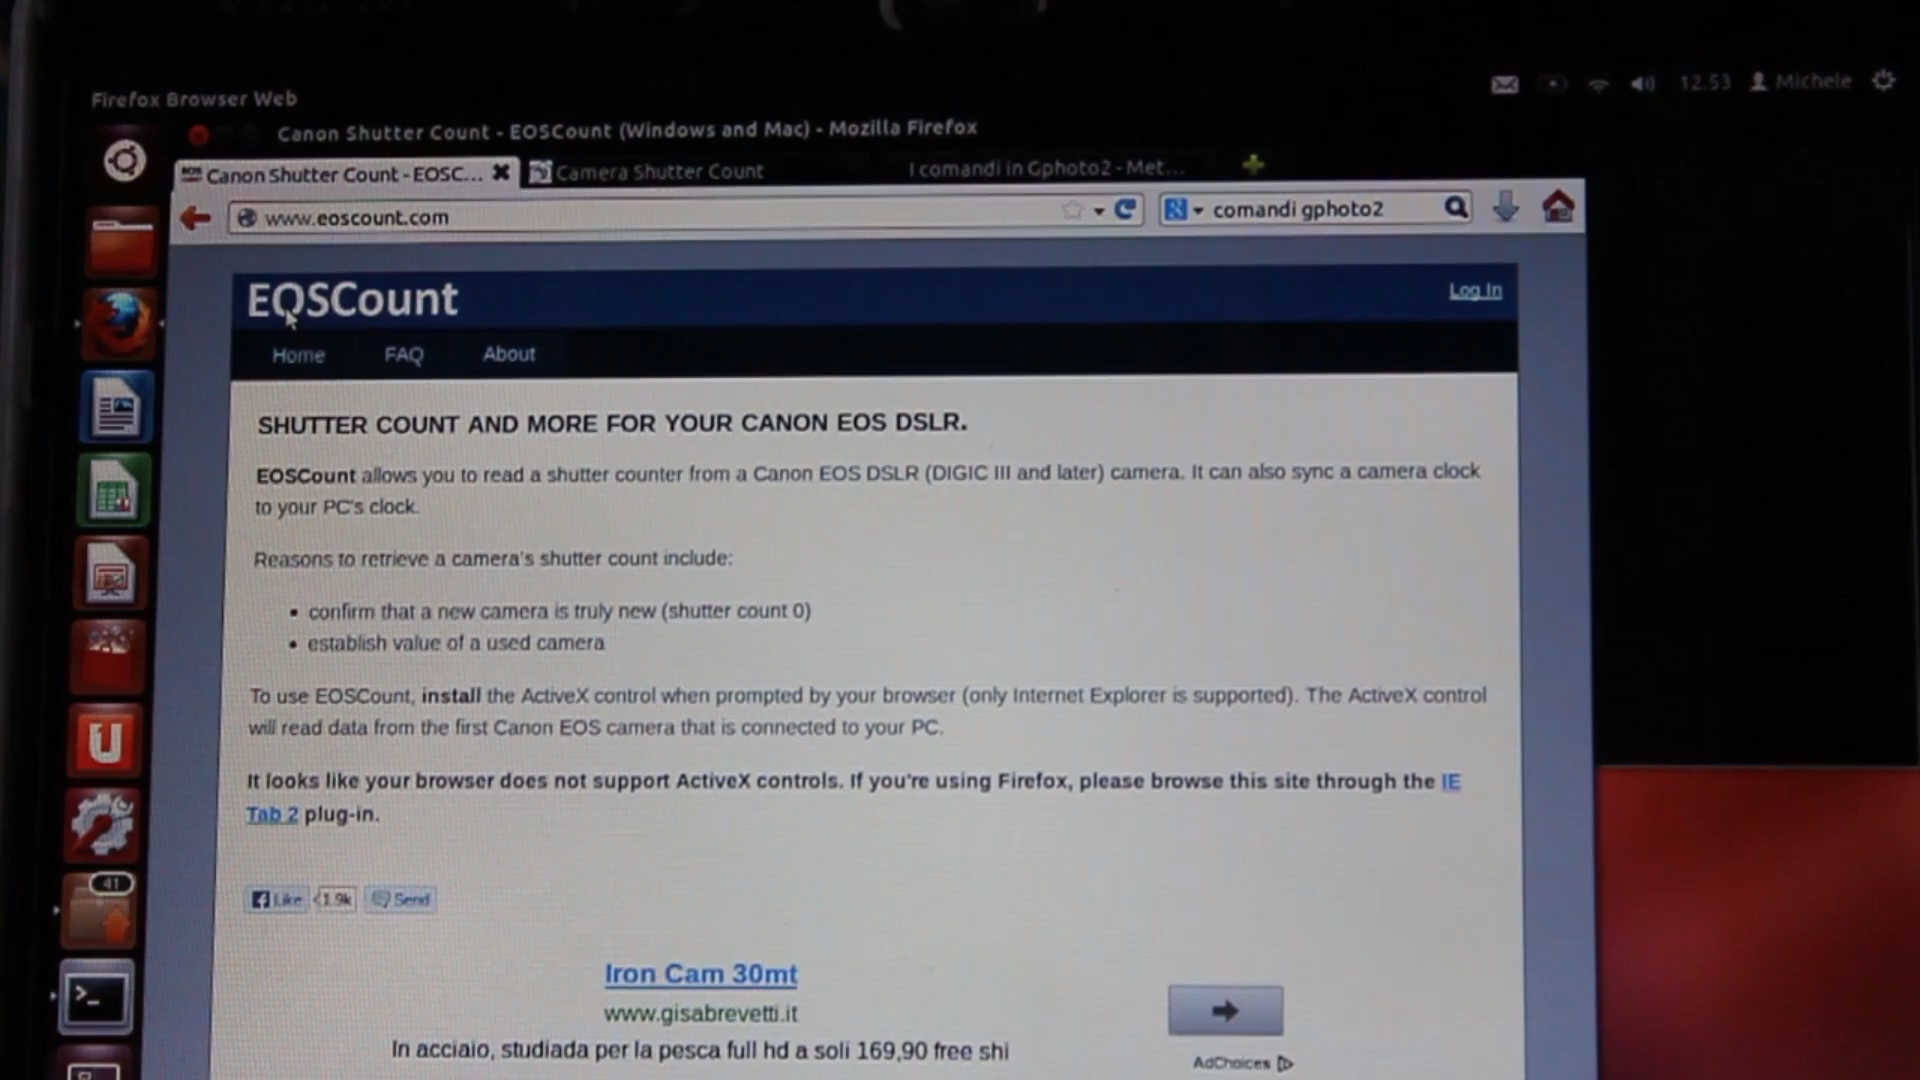 Firefox Browser Web
12.53 Michele
Canon Shutter Count - EOSCount (Windows and Mac) - Mozilla Firefox
Canon Shutter Count - EOSC...
Camera Shutter Count
I comandi in Gphoto2 - Met...
www.eoscount.com
comandi gphoto2
EOSCount
Log In
Home FAQ About
SHUTTER COUNT AND MORE FOR YOUR CANON EOS DSLR.
EOSCount allows you to read a shutter counter from a Canon EOS DSLR (DIGIC III and later) camera. It can also sync a camera clock
to your PC's clock.
Reasons to retrieve a camera's shutter count include:
• confirm that a new camera is truly new (shutter count 0)
• establish value of a used camera
To use EOSCount, install the ActiveX control when prompted by your browser (only Internet Explorer is supported). The ActiveX control
will read data from the first Canon EOS camera that is connected to your PC.
It looks like your browser does not support ActiveX controls. If you're using Firefox, please browse this site through the IE
Tab 2 plug-in.
41
Like 1.9k Send
Iron Cam 30mt
www.gisabrevetti.it
In acciaio, studiada per la pesca full hd a soli 169,90 free shi
AdChoices